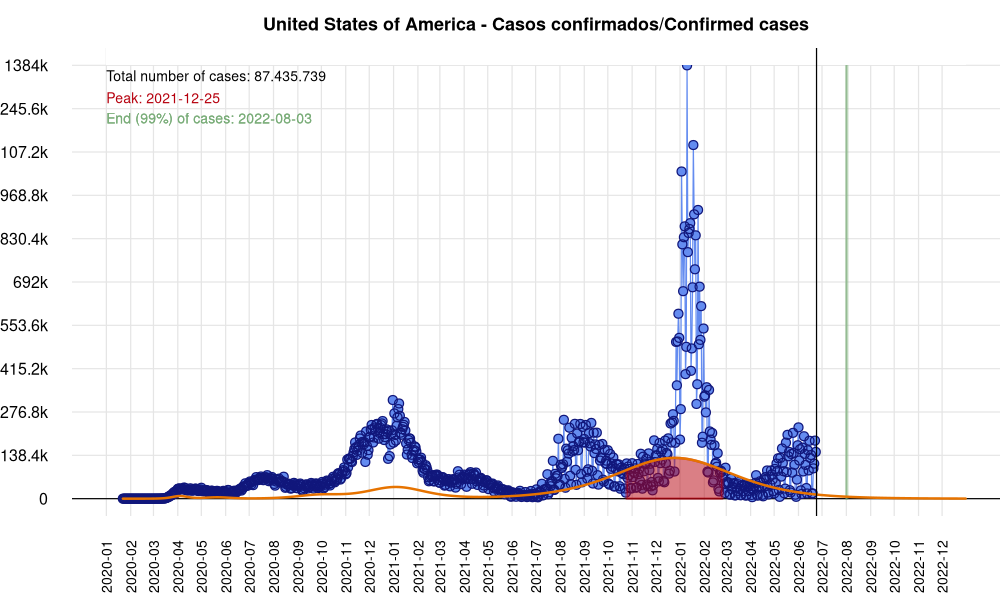 United States of America - Casos confirmados/Confirmed cases
Total number of cases: 87.435.739
Peak: 2021-12-25
End (99%) of cases: 2022-08-03
1384k
245.6k
107.2k
968.8k
830.4k
692k
553.6k
415.2k
276.8k
138.4k
0
2020-01
2020-02
2020-03
2020-04
2020-05
2020-06
2020-07
2020-08
2020-09
2020-10
2020-11
2020-12
2021-01
2021-02
2021-03
2021-04
2021-05
2021-06
2021-07
2021-08
2021-09
2021-10
2021-11
2021-12
2022-01
2022-02
2022-03
2022-04
2022-05
2022-06
2022-07
2022-08
2022-09
2022-10
2022-11
2022-12